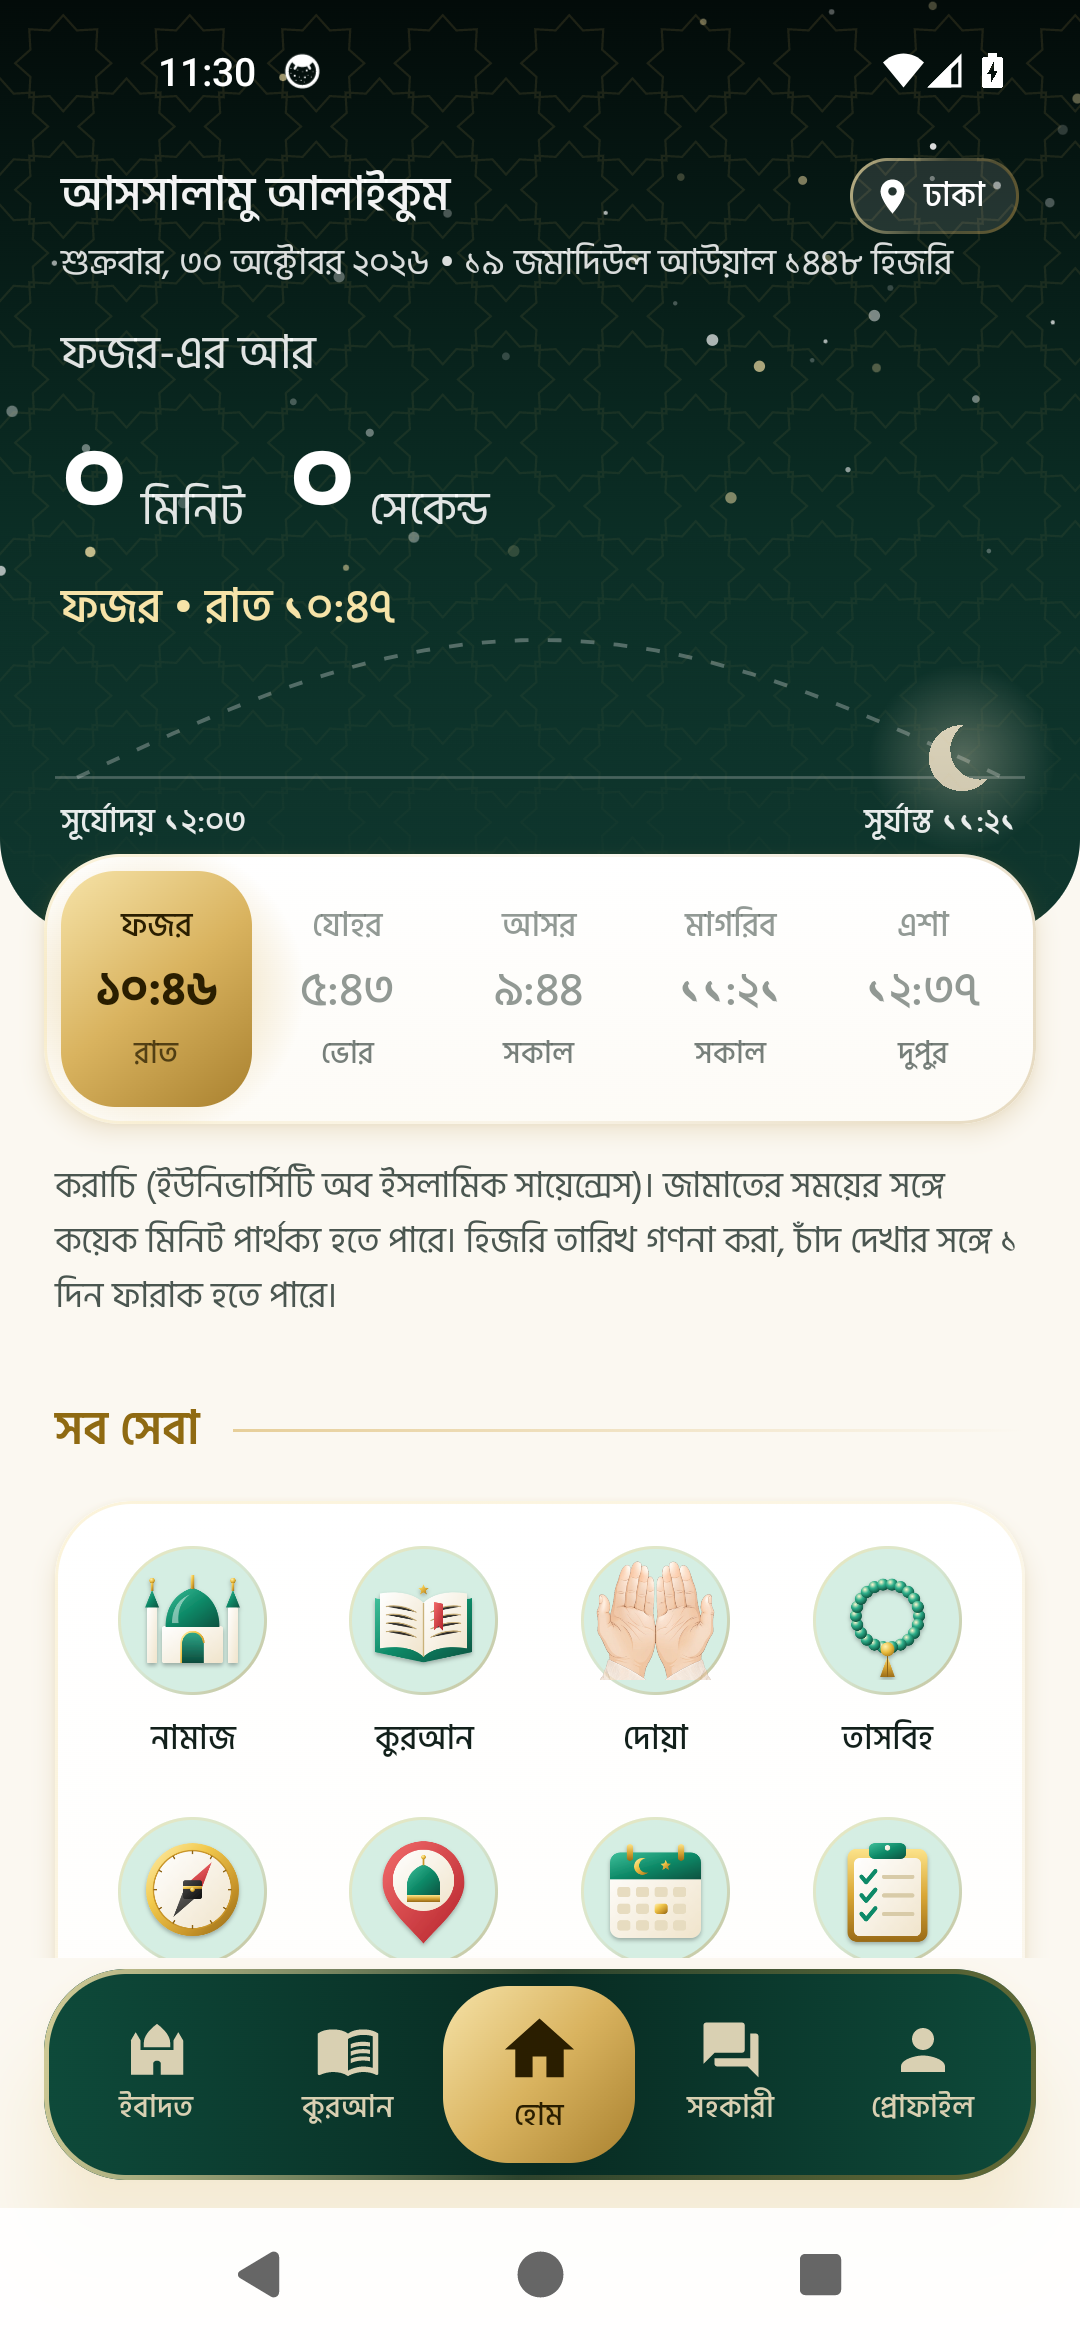 11:30
আসসালামু আলাইকুম
ঢাকা
শুক্রবার, ৩০ অক্টোবর ২০২৬ • ১৯ জমাদিউল আউয়াল ১৪৪৮ হিজরি
ফজর-এর আর
০ মিনিট ০ সেকেন্ড
ফজর • রাত ১০:৪৭
সূর্যোদয় ১২:০৩
সূর্যাস্ত ১১:২১
ফজর যোহর আসর মাগরিব এশা
১০:৪৬ ৫:৪৩ ৯:৪৪ ১১:২১ ১২:৩৭
রাত ভোর সকাল সকাল দুপুর
করাচি (ইউনিভার্সিটি অব ইসলামিক সায়েন্সেস)। জামাতের সময়ের সঙ্গে
কয়েক মিনিট পার্থক্য হতে পারে। হিজরি তারিখ গণনা করা, চাঁদ দেখার সঙ্গে ১
দিন ফারাক হতে পারে।
সব সেবা
নামাজ কুরআন দোয়া তাসবিহ
ইবাদত কুরআন হোম সহকারী প্রোফাইল